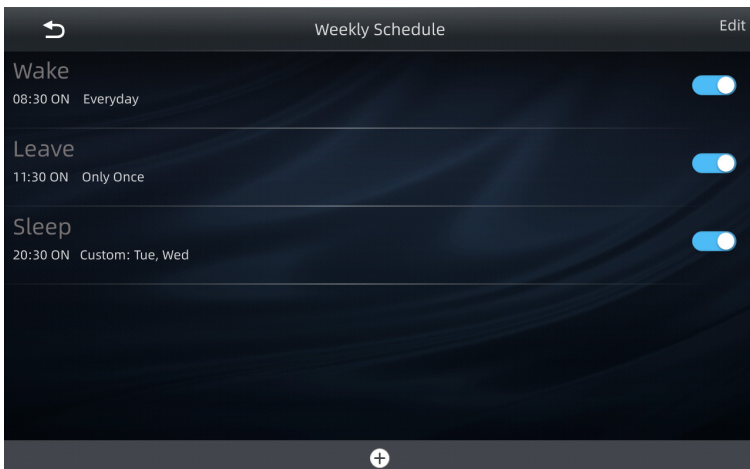 Weekly Schedule
Edit
Wake
08:30 ON Everyday
Leave
11:30 ON Only Once
Sleep
20:30 ON Custom: Tue, Wed